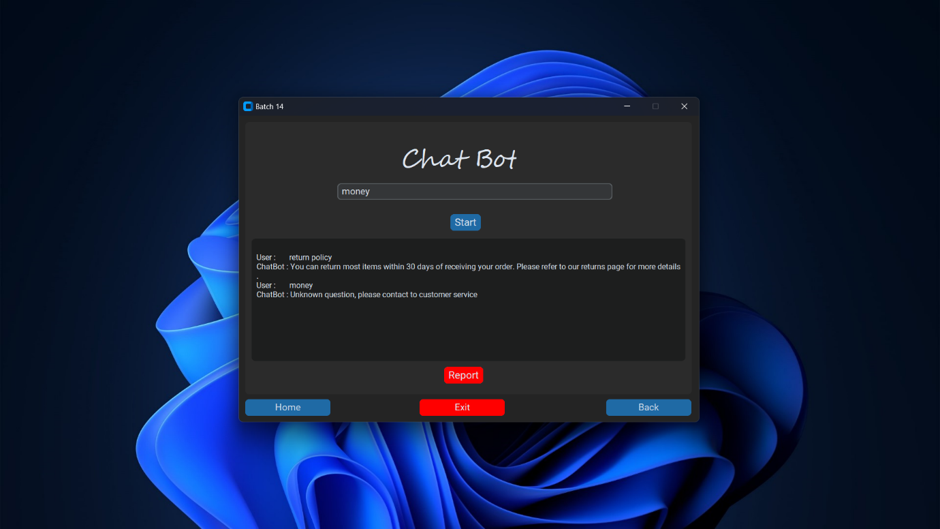 Batch 14
Chat Bot
money
Start
User : return policy
ChatBot : You can return most items within 30 days of receiving your order. Please refer to our returns page for more details
.
User : money
ChatBot : Unknown question, please contact to customer service
Report
Home Exit Back